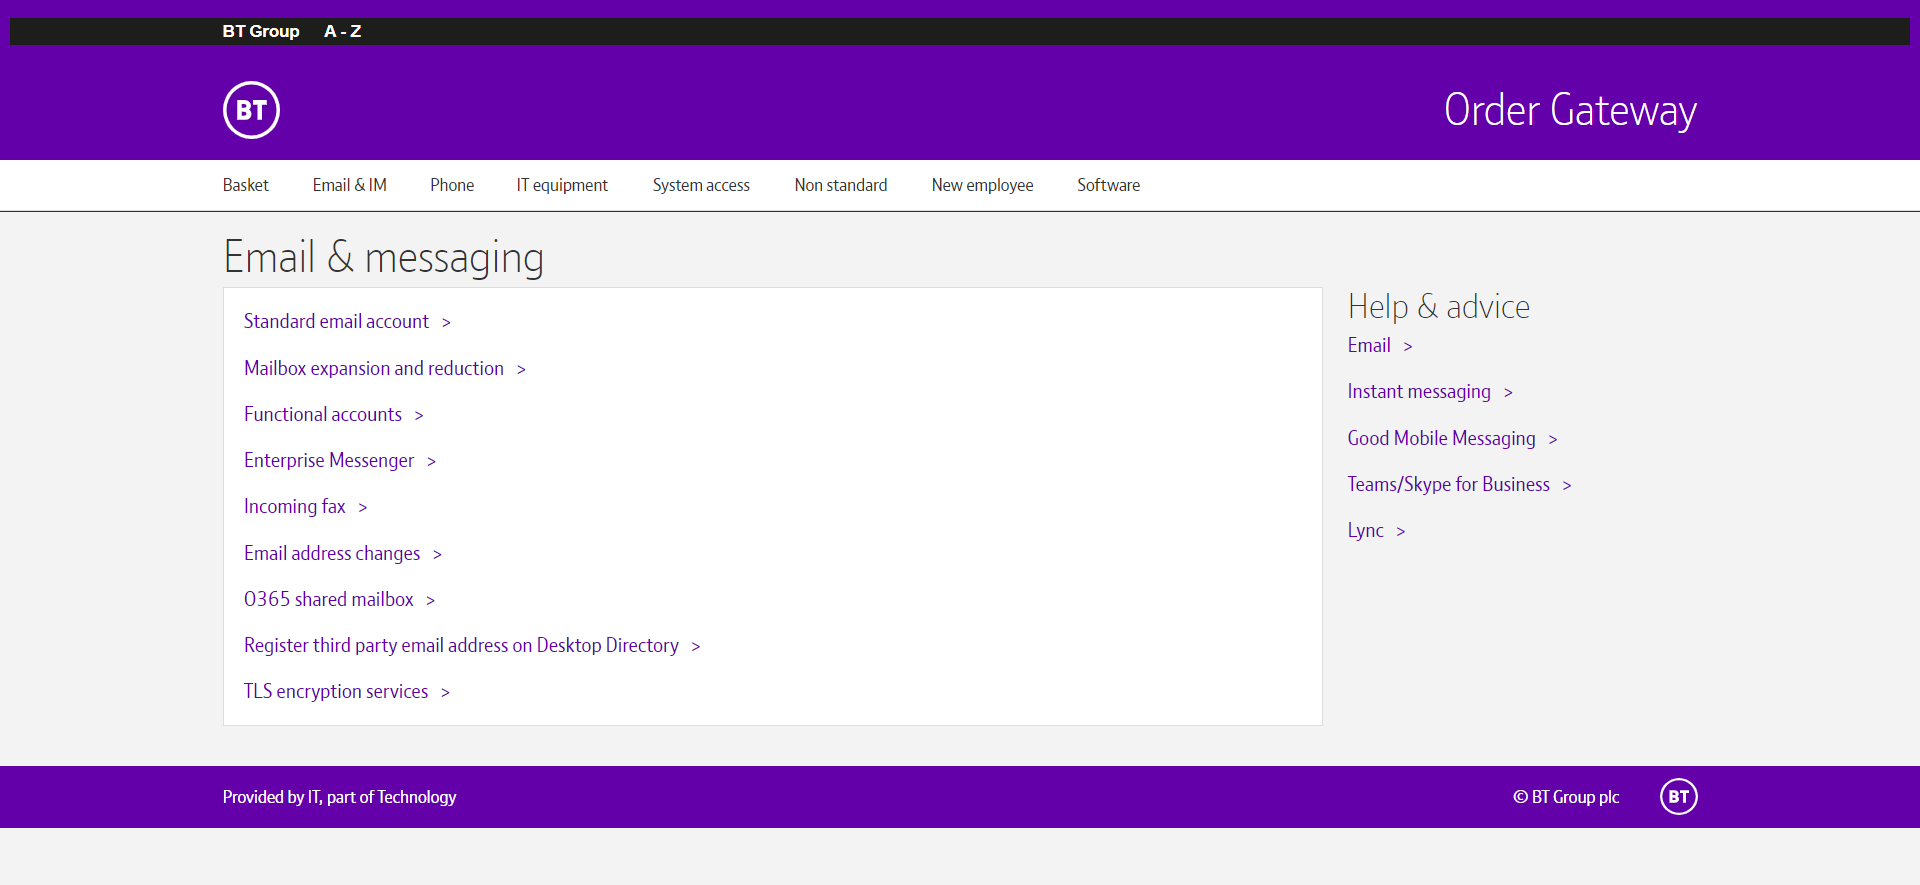 BT Group A - Z
BT
Order Gateway
Basket Email & IM Phone IT equipment System access Non standard New employee Software
Email & messaging
Standard email account >
Mailbox expansion and reduction >
Functional accounts >
Enterprise Messenger >
Incoming fax >
Email address changes >
O365 shared mailbox >
Register third party email address on Desktop Directory >
TLS encryption services >
Help & advice
Email >
Instant messaging >
Good Mobile Messaging >
Teams/Skype for Business >
Lync >
Provided by IT, part of Technology
© BT Group plc
BT